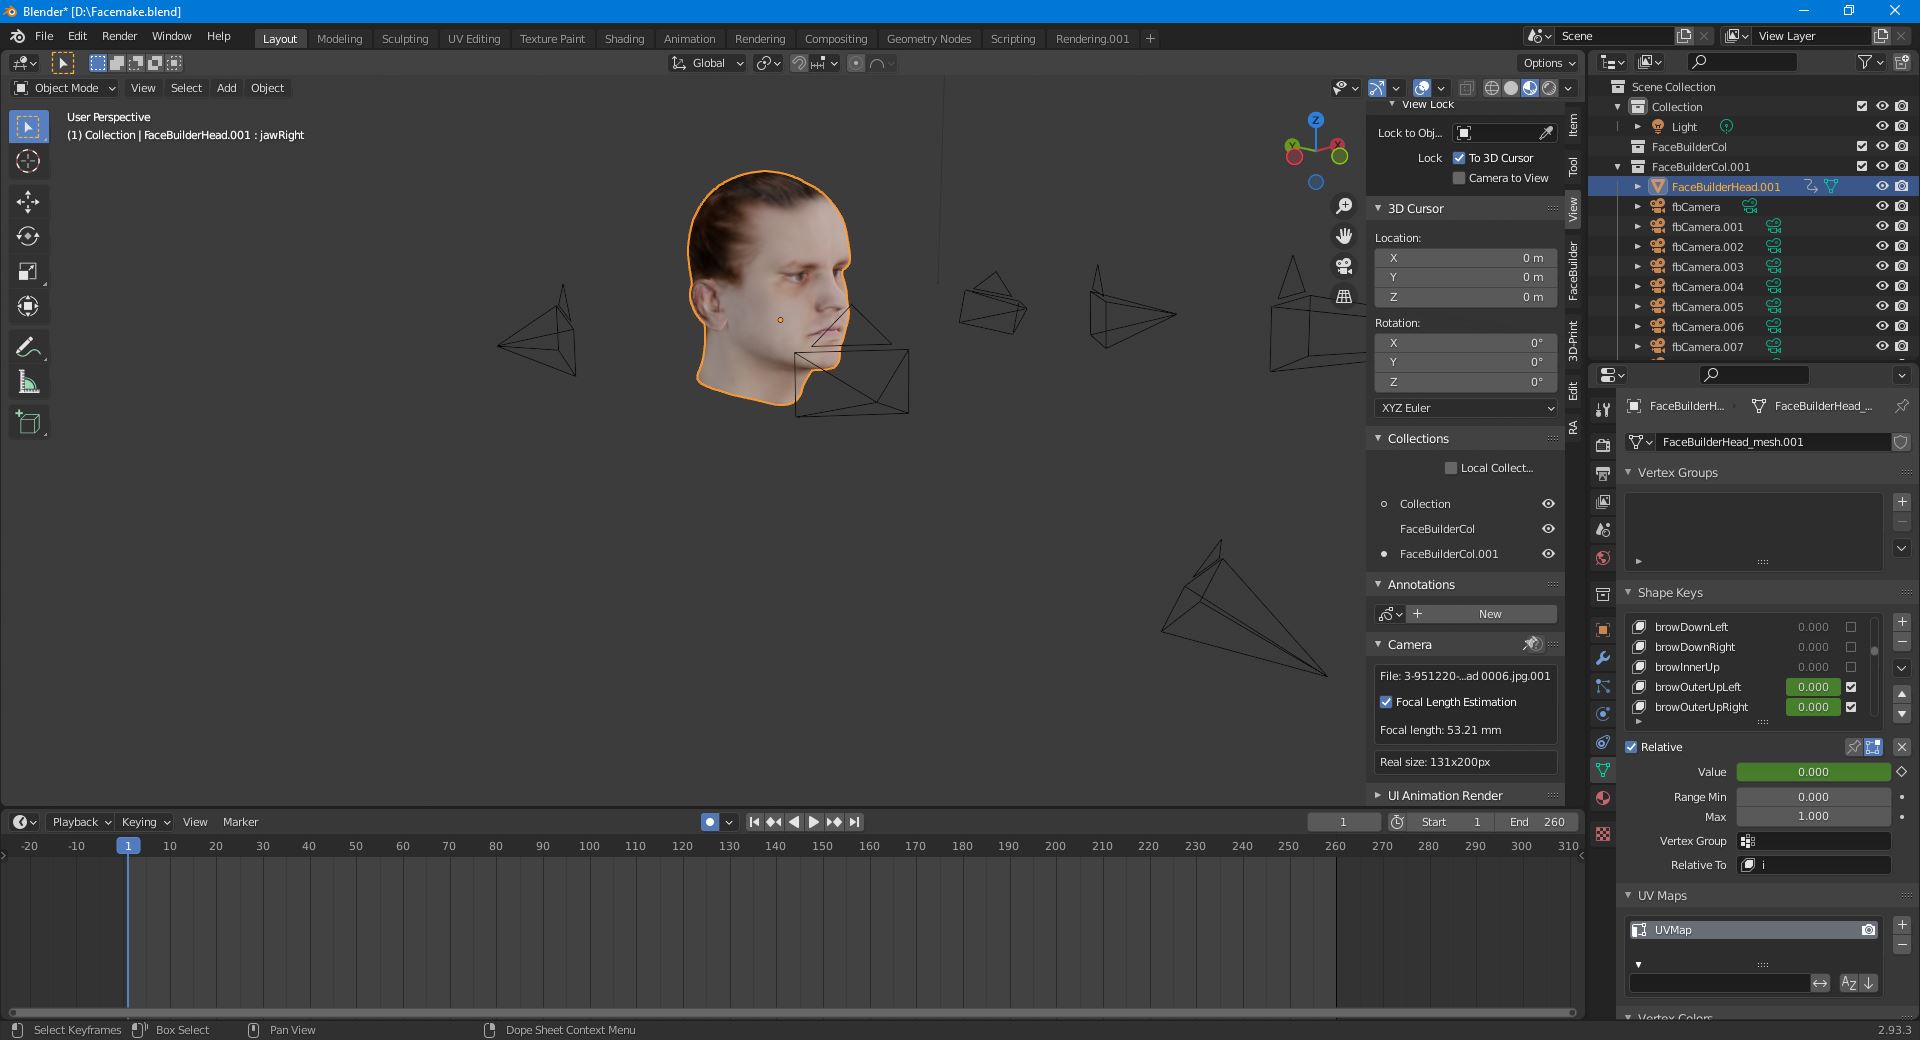 Blender* [D:\Facemake.blend]
File Edit Render Window Help Layout Modeling Sculpting UV Editing Texture Paint Shading Animation Rendering Compositing Geometry Nodes Scripting Rendering.001 + Scene View Layer
Global Options
Object Mode View Select Add Object
User Perspective
(1) Collection | FaceBuilderHead.001 : jawRight
Z
Y
X
View Lock
Lock to Obj...
Lock To 3D Cursor
Camera to View
3D Cursor
Location:
X 0 m
Y 0 m
Z 0 m
Rotation:
X 0°
Y 0°
Z 0°
XYZ Euler
Collections
Local Collect...
Collection
FaceBuilderCol
FaceBuilderCol.001
Annotations
+ New
Camera
File: 3-951220-...ad 0006.jpg.001
Focal Length Estimation
Focal length: 53.21 mm
Real size: 131x200px
UI Animation Render
Item
Tool
View
FaceBuilder
3D-Print
Edit
RA
Scene Collection
Collection
Light
FaceBuilderCol
FaceBuilderCol.001
FaceBuilderHead.001
fbCamera
fbCamera.001
fbCamera.002
fbCamera.003
fbCamera.004
fbCamera.005
fbCamera.006
fbCamera.007
FaceBuilderH... FaceBuilderHead_...
FaceBuilderHead_mesh.001
Vertex Groups
Shape Keys
browDownLeft 0.000
browDownRight 0.000
browInnerUp 0.000
browOuterUpLeft 0.000
browOuterUpRight 0.000
Relative
Value 0.000
Range Min 0.000
Max 1.000
Vertex Group
Relative To i
UV Maps
UVMap
AZ
Vertex Colors
Playback Keying View Marker 1 Start 1 End 260
-20 -10 1 10 20 30 40 50 60 70 80 90 100 110 120 130 140 150 160 170 180 190 200 210 220 230 240 250 260 270 280 290 300 310
Select Keyframes Box Select Pan View Dope Sheet Context Menu 2.93.3